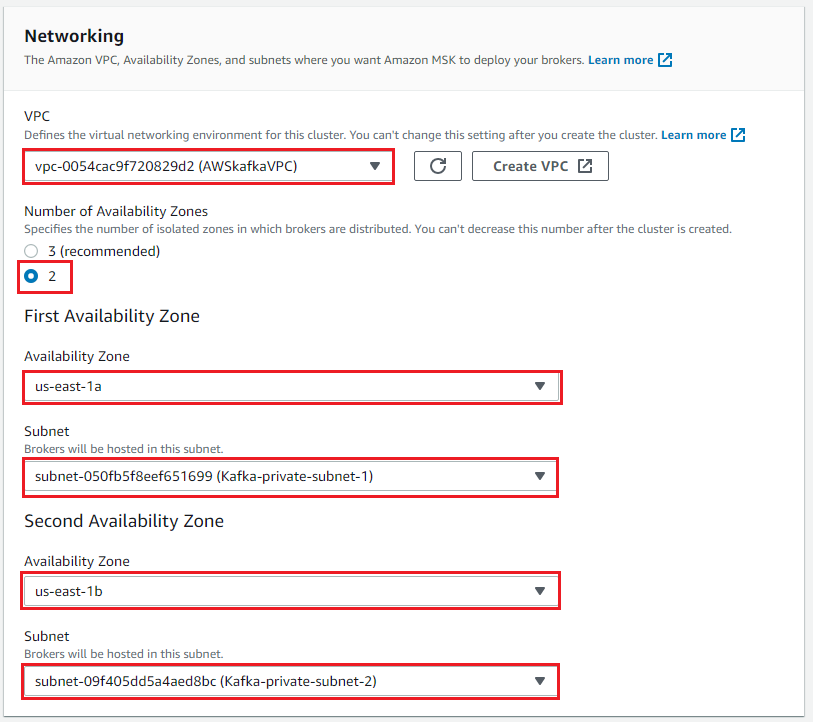 Networking
The Amazon VPC, Availability Zones, and subnets where you want Amazon MSK to deploy your brokers. Learn more
VPC
Defines the virtual networking environment for this cluster. You can't change this setting after you create the cluster. Learn more
vpc-0054cac9f720829d2 (AWSkafkaVPC)
Create VPC
Number of Availability Zones
Specifies the number of isolated zones in which brokers are distributed. You can't decrease this number after the cluster is created.
3 (recommended)
2
First Availability Zone
Availability Zone
us-east-1a
Subnet
Brokers will be hosted in this subnet.
subnet-050fb5f8eef651699 (Kafka-private-subnet-1)
Second Availability Zone
Availability Zone
us-east-1b
Subnet
Brokers will be hosted in this subnet.
subnet-09f405dd5a4aed8bc (Kafka-private-subnet-2)